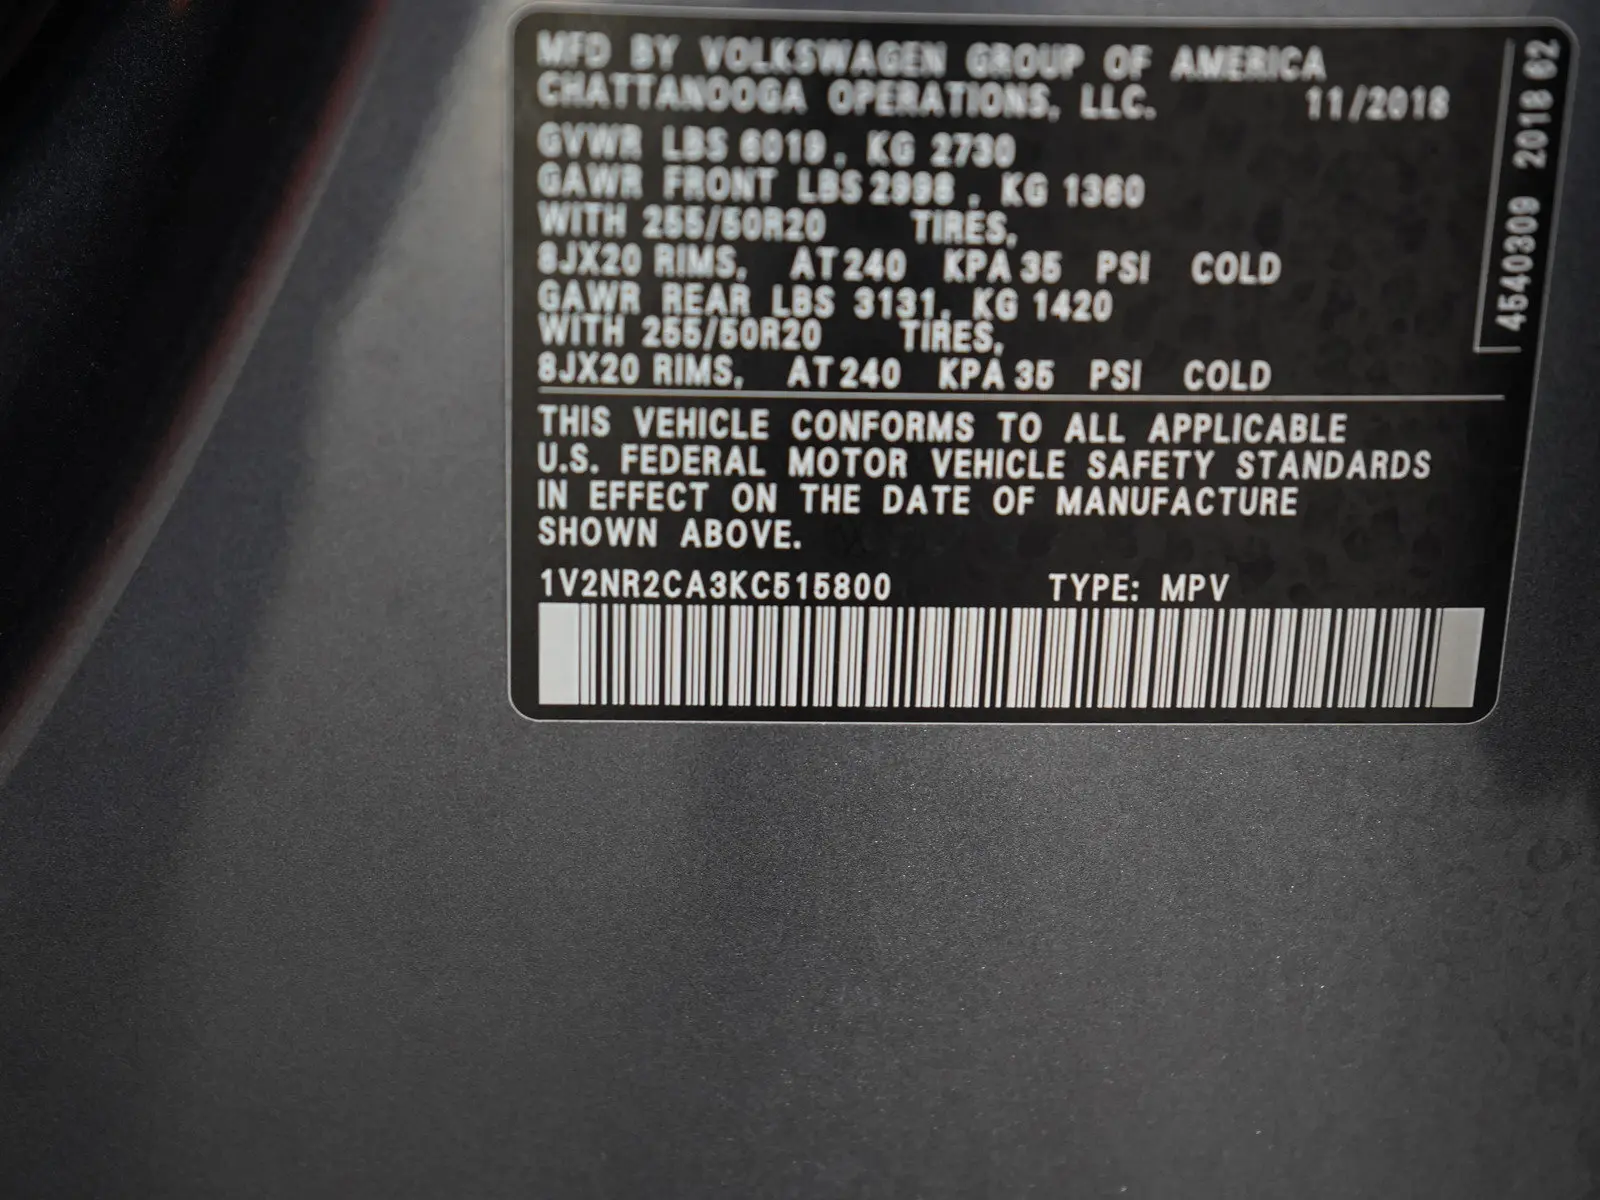 MFD BY VOLKSWAGEN GROUP OF AMERICA
CHATTANOOGA OPERATIONS, LLC. 11/2018
GVWR LBS 6019, KG 2730
GAWR FRONT LBS 2998, KG 1360
WITH 255/50R20 TIRES,
8JX20 RIMS, AT 240 KPA 35 PSI COLD
GAWR REAR LBS 3131, KG 1420
WITH 255/50R20 TIRES,
8JX20 RIMS, AT 240 KPA 35 PSI COLD
THIS VEHICLE CONFORMS TO ALL APPLICABLE
U.S. FEDERAL MOTOR VEHICLE SAFETY STANDARDS
IN EFFECT ON THE DATE OF MANUFACTURE
SHOWN ABOVE.
1V2NR2CA3KC515800 TYPE: MPV
4540309 2018 02